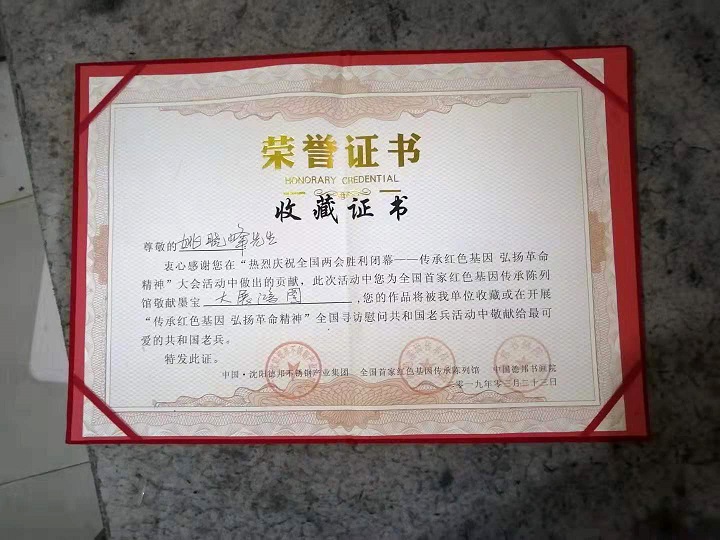 荣誉证书
HONORARY CREDENTIAL
收藏证书
尊敬的姚晓峰先生
衷心感谢您在“热烈庆祝全国两会胜利闭幕——传承红色基因 弘扬革命
精神”大会活动中做出的贡献，此次活动中您为全国首家红色基因传承陈列
馆敬献墨宝 大展鸿图 ,您的作品将被我单位收藏或在开展
“传承红色基因 弘扬革命精神”全国寻访慰问共和国老兵活动中敬献给最可
爱的共和国老兵。
特发此证。
中国·沈阳德邦不锈钢产业集团 全国首家红色基因传承陈列馆 中国德邦书画院
二零一九年零三月二十三日